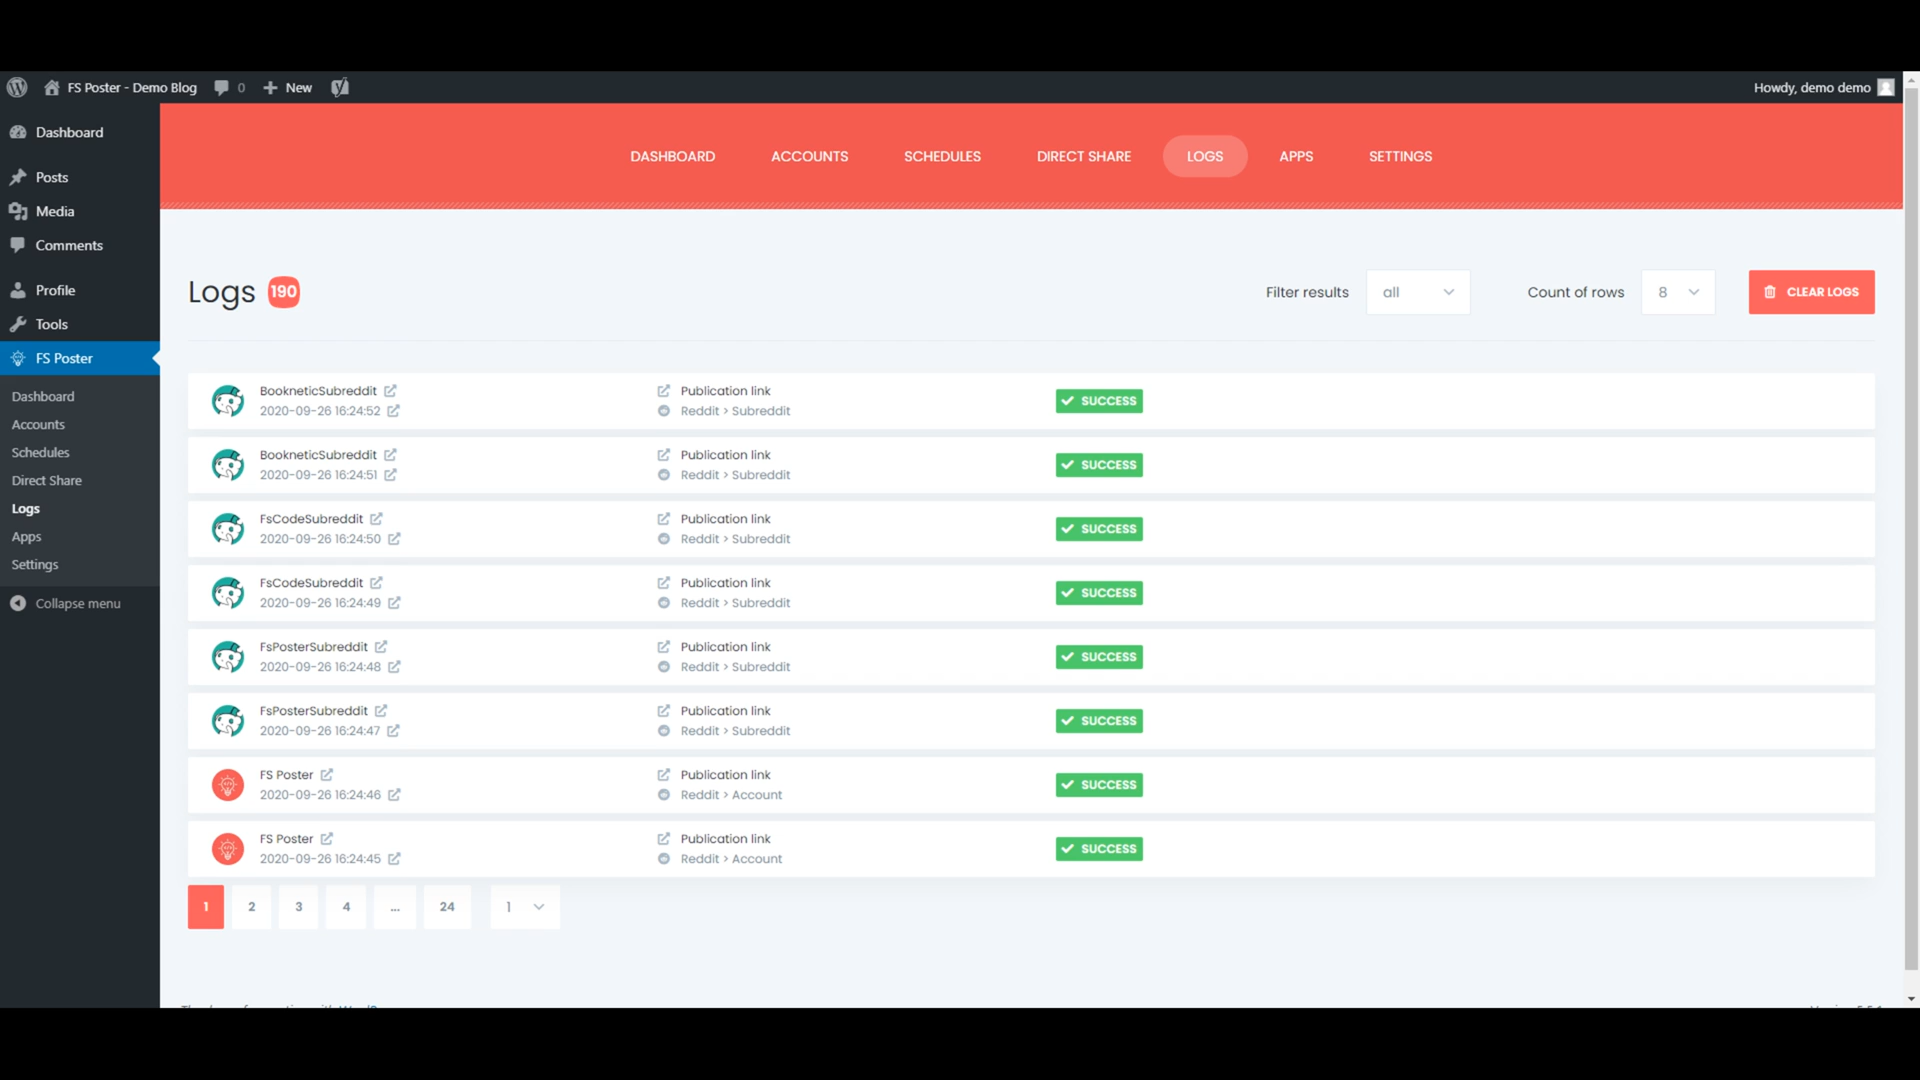 FS Poster - Demo Blog 0 New Howdy, demo demo
Dashboard
Posts
Media
Comments
Profile
Tools
FS Poster
Dashboard
Accounts
Schedules
Direct Share
Logs
Apps
Settings
Collapse menu
DASHBOARD ACCOUNTS SCHEDULES DIRECT SHARE LOGS APPS SETTINGS
Logs 190 Filter results all Count of rows 8 CLEAR LOGS
BookneticSubreddit Publication link
2020-09-26 16:24:52 Reddit > Subreddit SUCCESS
BookneticSubreddit Publication link
2020-09-26 16:24:51 Reddit > Subreddit SUCCESS
FsCodeSubreddit Publication link
2020-09-26 16:24:50 Reddit > Subreddit SUCCESS
FsCodeSubreddit Publication link
2020-09-26 16:24:49 Reddit > Subreddit SUCCESS
FsPosterSubreddit Publication link
2020-09-26 16:24:48 Reddit > Subreddit SUCCESS
FsPosterSubreddit Publication link
2020-09-26 16:24:47 Reddit > Subreddit SUCCESS
FS Poster Publication link
2020-09-26 16:24:46 Reddit > Account SUCCESS
FS Poster Publication link
2020-09-26 16:24:45 Reddit > Account SUCCESS
1 2 3 4 ... 24 1